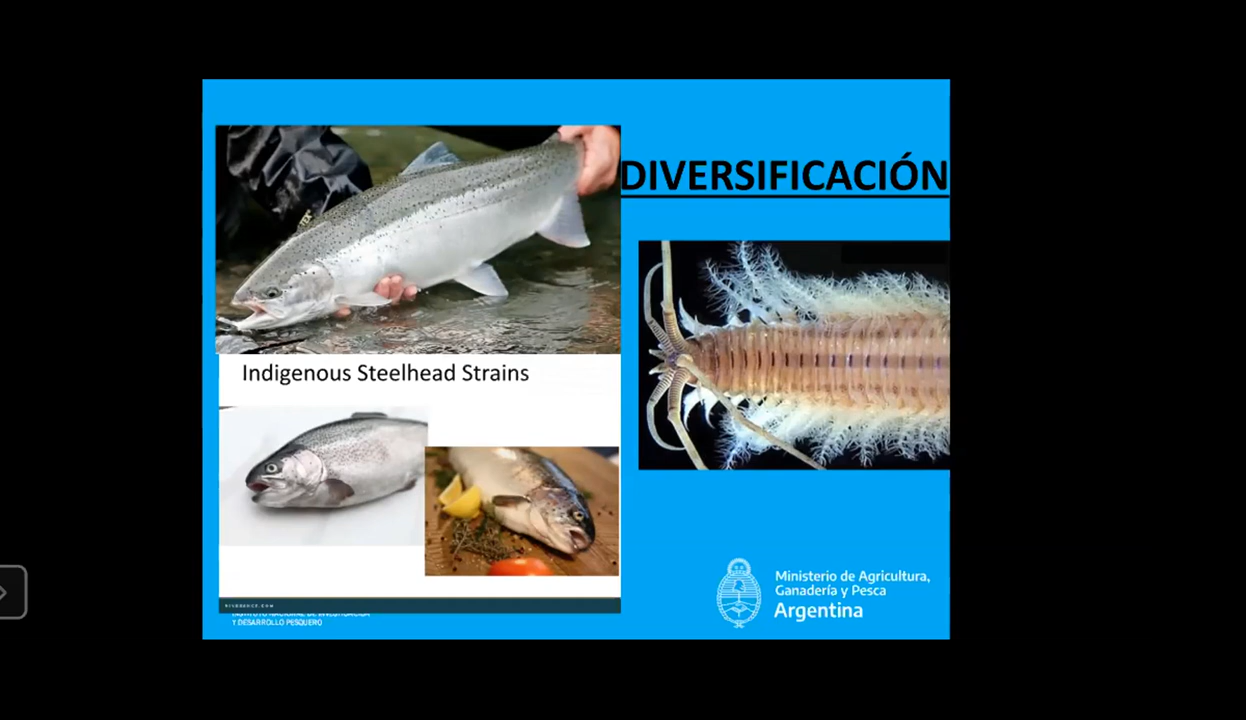 DIVERSIFICACIÓN
Indigenous Steelhead Strains
Y DESARROLLO PESQUERO
Ministerio de Agricultura,
Ganadería y Pesca
Argentina